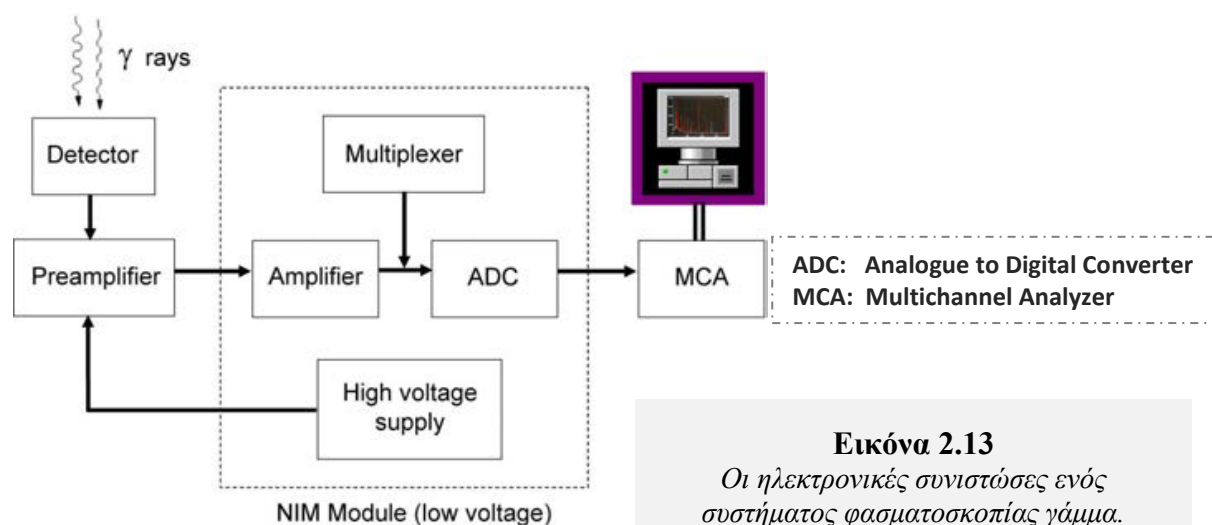 γ rays
Detector
Multiplexer
Preamplifier
Amplifier
ADC
MCA
ADC: Analogue to Digital Converter
MCA: Multichannel Analyzer
High voltage
supply
NIM Module (low voltage)
Εικόνα 2.13
Οι ηλεκτρονικές συνιστώσες ενός
συστήματος φασματοσκοπίας γάμμα.